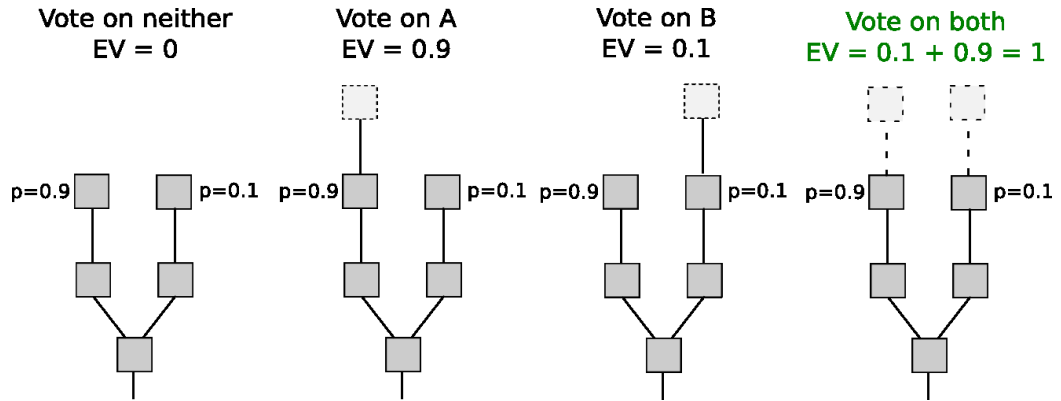 Vote on neither
EV = 0
Vote on A
EV = 0.9
Vote on B
EV = 0.1
Vote on both
EV = 0.1 + 0.9 = 1
p=0.9
p=0.1
p=0.9
p=0.1
p=0.9
p=0.1
p=0.9
p=0.1